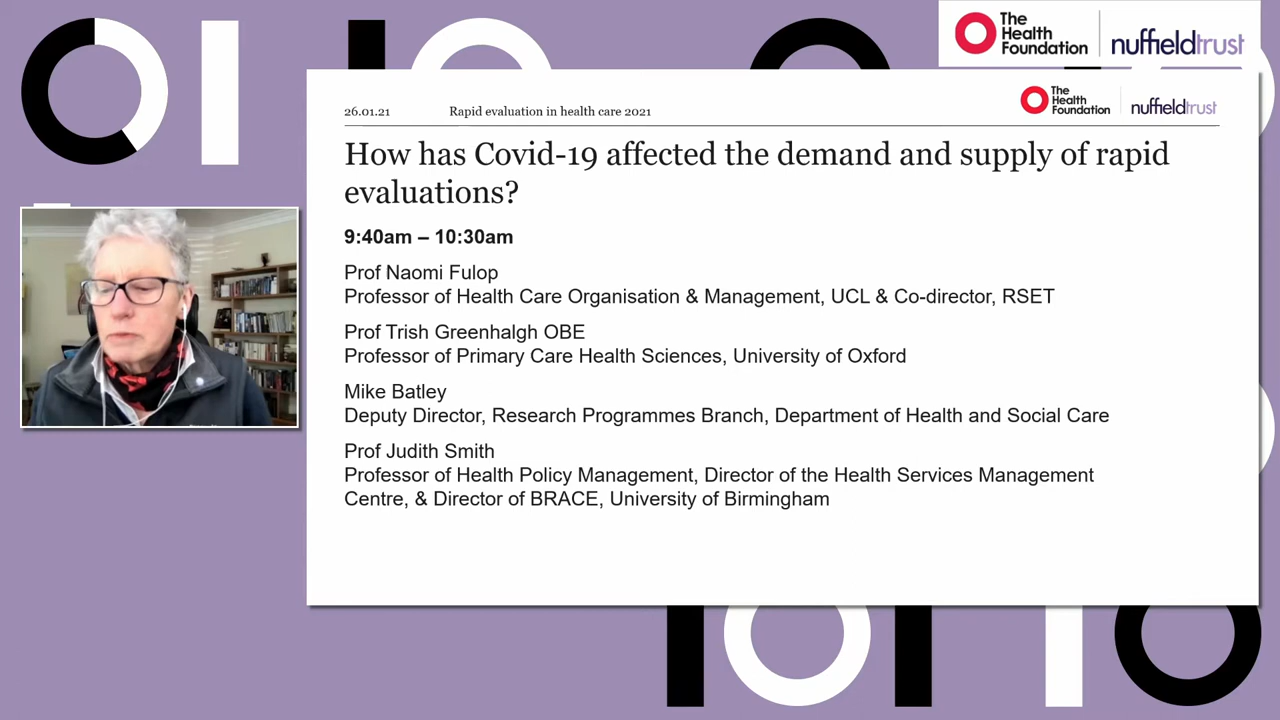 The
Health
Foundation
nuffieldtrust
26.01.21 Rapid evaluation in health care 2021
The
Health
Foundation
nuffieldtrust
How has Covid-19 affected the demand and supply of rapid
evaluations?
9:40am – 10:30am
Prof Naomi Fulop
Professor of Health Care Organisation & Management, UCL & Co-director, RSET
Prof Trish Greenhalgh OBE
Professor of Primary Care Health Sciences, University of Oxford
Mike Batley
Deputy Director, Research Programmes Branch, Department of Health and Social Care
Prof Judith Smith
Professor of Health Policy Management, Director of the Health Services Management
Centre, & Director of BRACE, University of Birmingham